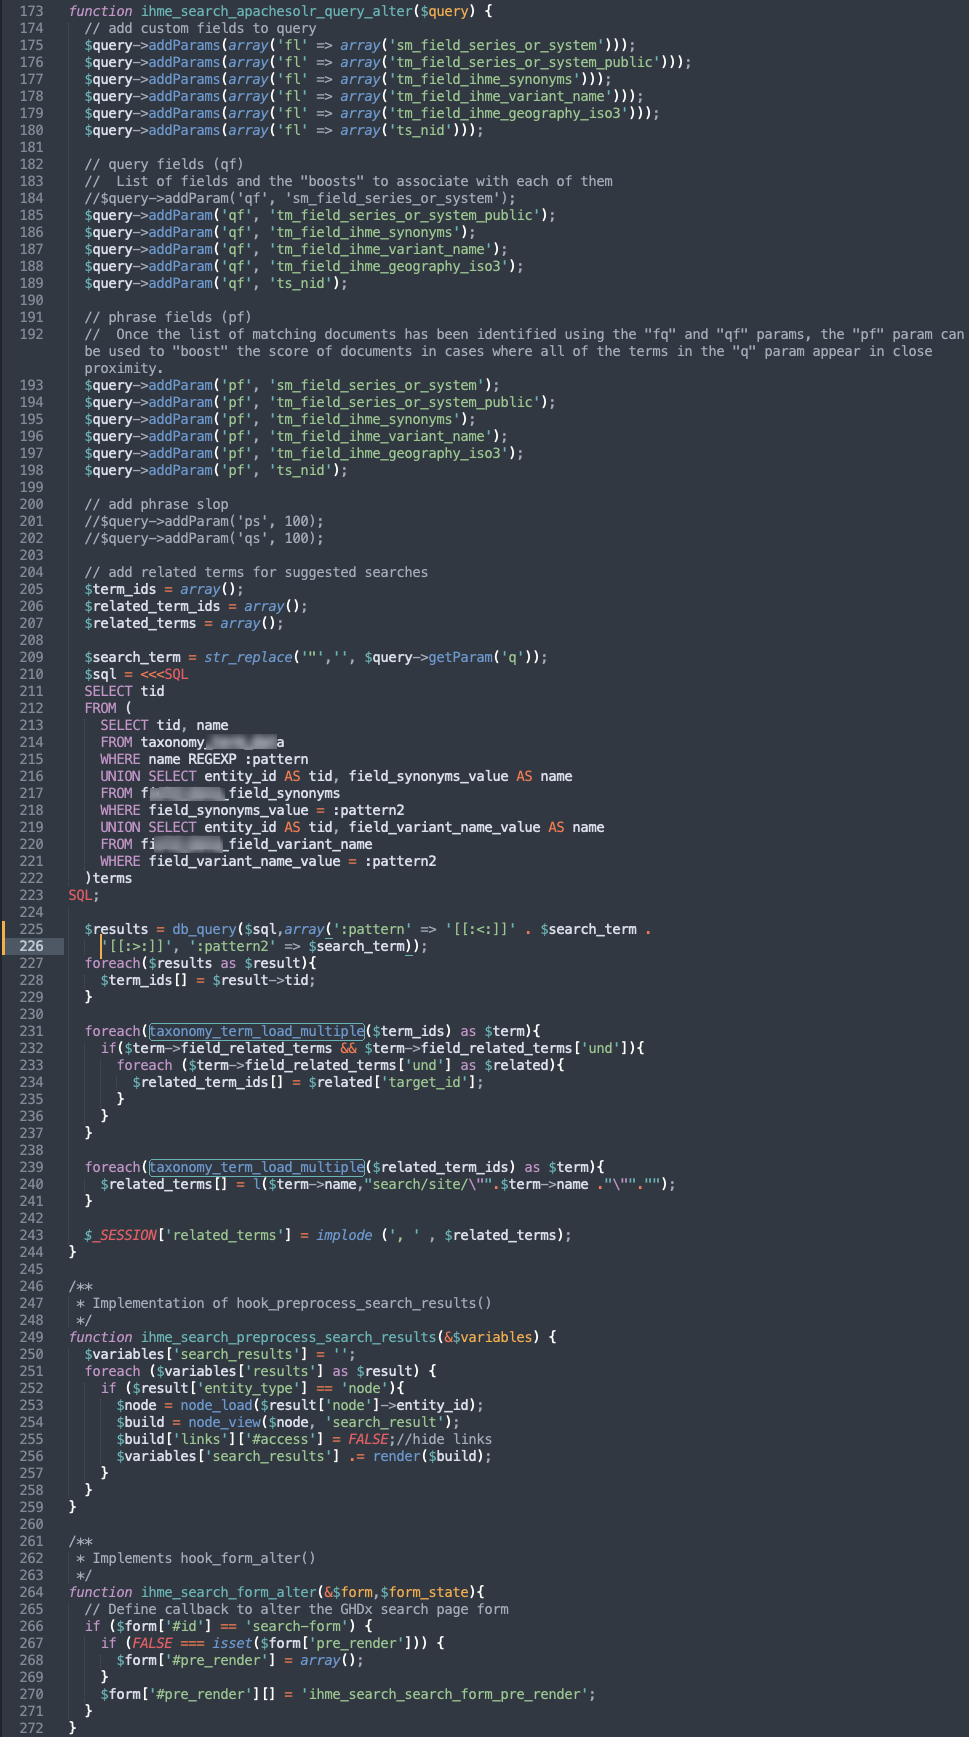 173 function ihme_search_apachesolr_query_alter($query) {
174 // add custom fields to query
175 $query->addParams(array('fl' => array('sm_field_series_or_system')));
176 $query->addParams(array('fl' => array('tm_field_series_or_system_public')));
177 $query->addParams(array('fl' => array('tm_field_ihme_synonyms')));
178 $query->addParams(array('fl' => array('tm_field_ihme_variant_name')));
179 $query->addParams(array('fl' => array('tm_field_ihme_geography_iso3')));
180 $query->addParams(array('fl' => array('ts_nid')));
181
182 // query fields (qf)
183 //  List of fields and the "boosts" to associate with each of them
184 //$query->addParam('qf', 'sm_field_series_or_system');
185 $query->addParam('qf', 'tm_field_series_or_system_public');
186 $query->addParam('qf', 'tm_field_ihme_synonyms');
187 $query->addParam('qf', 'tm_field_ihme_variant_name');
188 $query->addParam('qf', 'tm_field_ihme_geography_iso3');
189 $query->addParam('qf', 'ts_nid');
190
191 // phrase fields (pf)
192 //  Once the list of matching documents has been identified using the "fq" and "qf" params, the "pf" param can
be used to "boost" the score of documents in cases where all of the terms in the "q" param appear in close
proximity.
193 $query->addParam('pf', 'sm_field_series_or_system');
194 $query->addParam('pf', 'tm_field_series_or_system_public');
195 $query->addParam('pf', 'tm_field_ihme_synonyms');
196 $query->addParam('pf', 'tm_field_ihme_variant_name');
197 $query->addParam('pf', 'tm_field_ihme_geography_iso3');
198 $query->addParam('pf', 'ts_nid');
199
200 // add phrase slop
201 //$query->addParam('ps', 100);
202 //$query->addParam('qs', 100);
203
204 // add related terms for suggested searches
205 $term_ids = array();
206 $related_term_ids = array();
207 $related_terms = array();
208
209 $search_term = str_replace('"','', $query->getParam('q'));
210 $sql = <<<SQL
211 SELECT tid
212 FROM (
213 SELECT tid, name
214 FROM taxonomy_ a
215 WHERE name REGEXP :pattern
216 UNION SELECT entity_id AS tid, field_synonyms_value AS name
217 FROM f _field_synonyms
218 WHERE field_synonyms_value = :pattern2
219 UNION SELECT entity_id AS tid, field_variant_name_value AS name
220 FROM fi _field_variant_name
221 WHERE field_variant_name_value = :pattern2
222 )terms
223 SQL;
224
225 $results = db_query($sql,array(':pattern' => '[[:<:]]' . $search_term .
226 '[[:>:]]', ':pattern2' => $search_term));
227 foreach($results as $result){
228 $term_ids[] = $result->tid;
229 }
230
231 foreach(taxonomy_term_load_multiple($term_ids) as $term){
232 if($term->field_related_terms && $term->field_related_terms['und']){
233 foreach ($term->field_related_terms['und'] as $related){
234 $related_term_ids[] = $related['target_id'];
235 }
236 }
237 }
238
239 foreach(taxonomy_term_load_multiple($related_term_ids) as $term){
240 $related_terms[] = l($term->name,"search/site/\"".$term->name ."\""."");
241 }
242
243 $_SESSION['related_terms'] = implode (', ' , $related_terms);
244 }
245
246 /**
247 * Implementation of hook_preprocess_search_results()
248 */
249 function ihme_search_preprocess_search_results(&$variables) {
250 $variables['search_results'] = '';
251 foreach ($variables['results'] as $result) {
252 if ($result['entity_type'] == 'node'){
253 $node = node_load($result['node']->entity_id);
254 $build = node_view($node, 'search_result');
255 $build['links']['#access'] = FALSE;//hide links
256 $variables['search_results'] .= render($build);
257 }
258 }
259 }
260
261 /**
262 * Implements hook_form_alter()
263 */
264 function ihme_search_form_alter(&$form,$form_state){
265 // Define callback to alter the GHDx search page form
266 if ($form['#id'] == 'search-form') {
267 if (FALSE === isset($form['pre_render'])) {
268 $form['#pre_render'] = array();
269 }
270 $form['#pre_render'][] = 'ihme_search_search_form_pre_render';
271 }
272 }